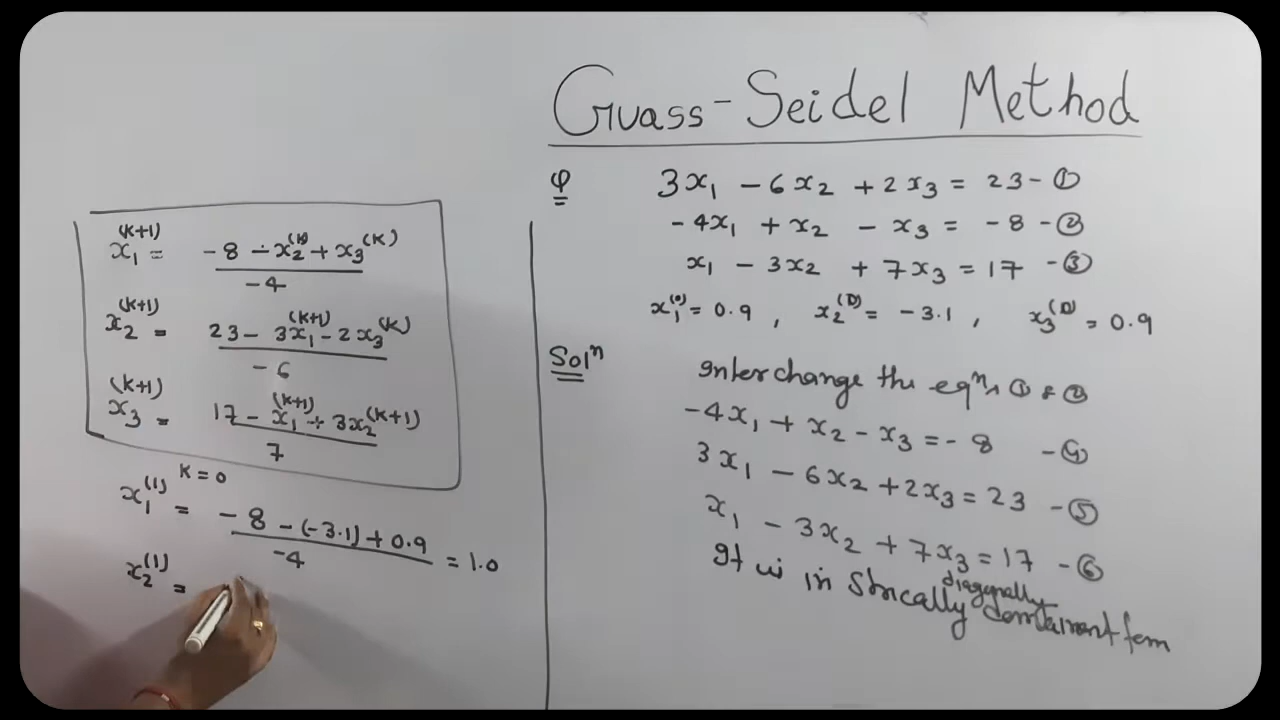 Guass-Seidel Method
φ 3x₁ - 6x₂ + 2x₃ = 23 - ①
-4x₁ + x₂ - x₃ = -8 - ②
x₁ - 3x₂ + 7x₃ = 17 - ③
x₁⁽⁰⁾ = 0.9 , x₂⁽⁰⁾ = -3.1 , x₃⁽⁰⁾ = 0.9
Solⁿ Interchange the eqⁿs ① & ②
-4x₁ + x₂ - x₃ = -8 - ④
3x₁ - 6x₂ + 2x₃ = 23 - ⑤
x₁ - 3x₂ + 7x₃ = 17 - ⑥
diagonally
It is in Strically dominant form
x₁⁽ᴷ⁺¹⁾ = (-8 - x₂⁽ᴷ⁾ + x₃⁽ᴷ⁾) / -4
x₂⁽ᴷ⁺¹⁾ = (23 - 3x₁⁽ᴷ⁺¹⁾ - 2x₃⁽ᴷ⁾) / -6
x₃⁽ᴷ⁺¹⁾ = (17 - x₁⁽ᴷ⁺¹⁾ + 3x₂⁽ᴷ⁺¹⁾) / 7
K = 0
x₁⁽¹⁾ = (-8 - (-3.1) + 0.9) / -4 = 1.0
x₂⁽¹⁾ =